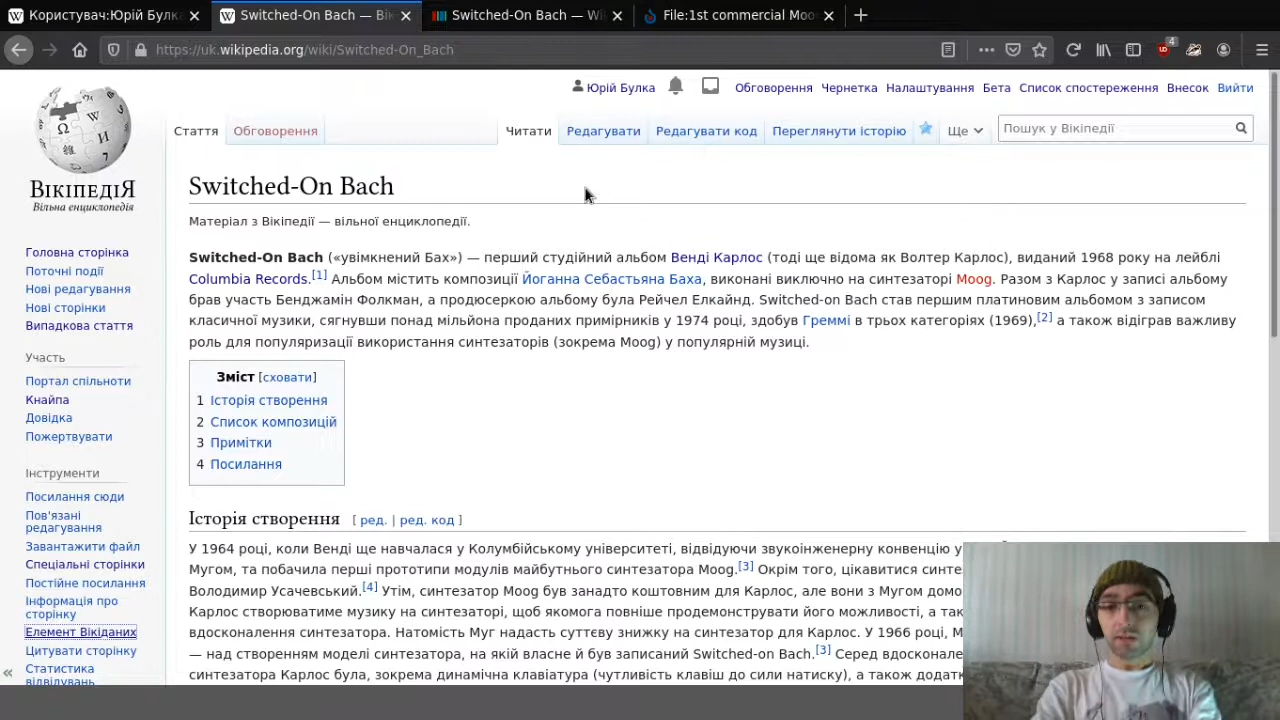 Користувач:Юрій Булка
Switched-On Bach — Вік
Switched-On Bach — Wi
File:1st commercial Moo
https://uk.wikipedia.org/wiki/Switched-On_Bach
4
Юрій Булка
Обговорення
Чернетка
Налаштування
Бета
Список спостереження
Внесок
Вийти
Стаття
Обговорення
Читати
Редагувати
Редагувати код
Переглянути історію
Ще
Пошук у Вікіпедії
ВІКІПЕДІЯ
Вільна енциклопедія
Головна сторінка
Поточні події
Нові редагування
Нові сторінки
Випадкова стаття
Участь
Портал спільноти
Кнайпа
Довідка
Пожертвувати
Інструменти
Посилання сюди
Пов'язані
редагування
Завантажити файл
Спеціальні сторінки
Постійне посилання
Інформація про
сторінку
Елемент Вікіданих
Цитувати сторінку
Статистика
відвідувань
Switched-On Bach
Матеріал з Вікіпедії — вільної енциклопедії.
Switched-On Bach («увімкнений Бах») — перший студійний альбом Венді Карлос (тоді ще відома як Волтер Карлос), виданий 1968 року на лейблі
Columbia Records.[1] Альбом містить композиції Йоганна Себастьяна Баха, виконані виключно на синтезаторі Moog. Разом з Карлос у записі альбому
брав участь Бенджамін Фолкман, а продюсеркою альбому була Рейчел Елкайнд. Switched-on Bach став першим платиновим альбомом з записом
класичної музики, сягнувши понад мільйона проданих примірників у 1974 році, здобув Греммі в трьох категоріях (1969),[2] а також відіграв важливу
роль для популяризації використання синтезаторів (зокрема Moog) у популярній музиці.
Зміст [сховати]
1 Історія створення
2 Список композицій
3 Примітки
4 Посилання
Історія створення [ ред. | ред. код ]
У 1964 році, коли Венді ще навчалася у Колумбійському університеті, відвідуючи звукоінженерну конвенцію у
Мугом, та побачила перші прототипи модулів майбутнього синтезатора Moog.[3] Окрім того, цікавитися синте
Володимир Усачевський.[4] Утім, синтезатор Moog був занадто коштовним для Карлос, але вони з Мугом домо
Карлос створюватиме музику на синтезаторі, щоб якомога повніше продемонструвати його можливості, а так
вдосконалення синтезатора. Натомість Муг надасть суттєву знижку на синтезатор для Карлос. У 1966 році, М
— над створенням моделі синтезатора, на якій власне й був записаний Switched-on Bach.[3] Серед вдосконале
синтезатора Карлос була, зокрема динамічна клавіатура (чутливість клавіш до сили натиску), а також додатк